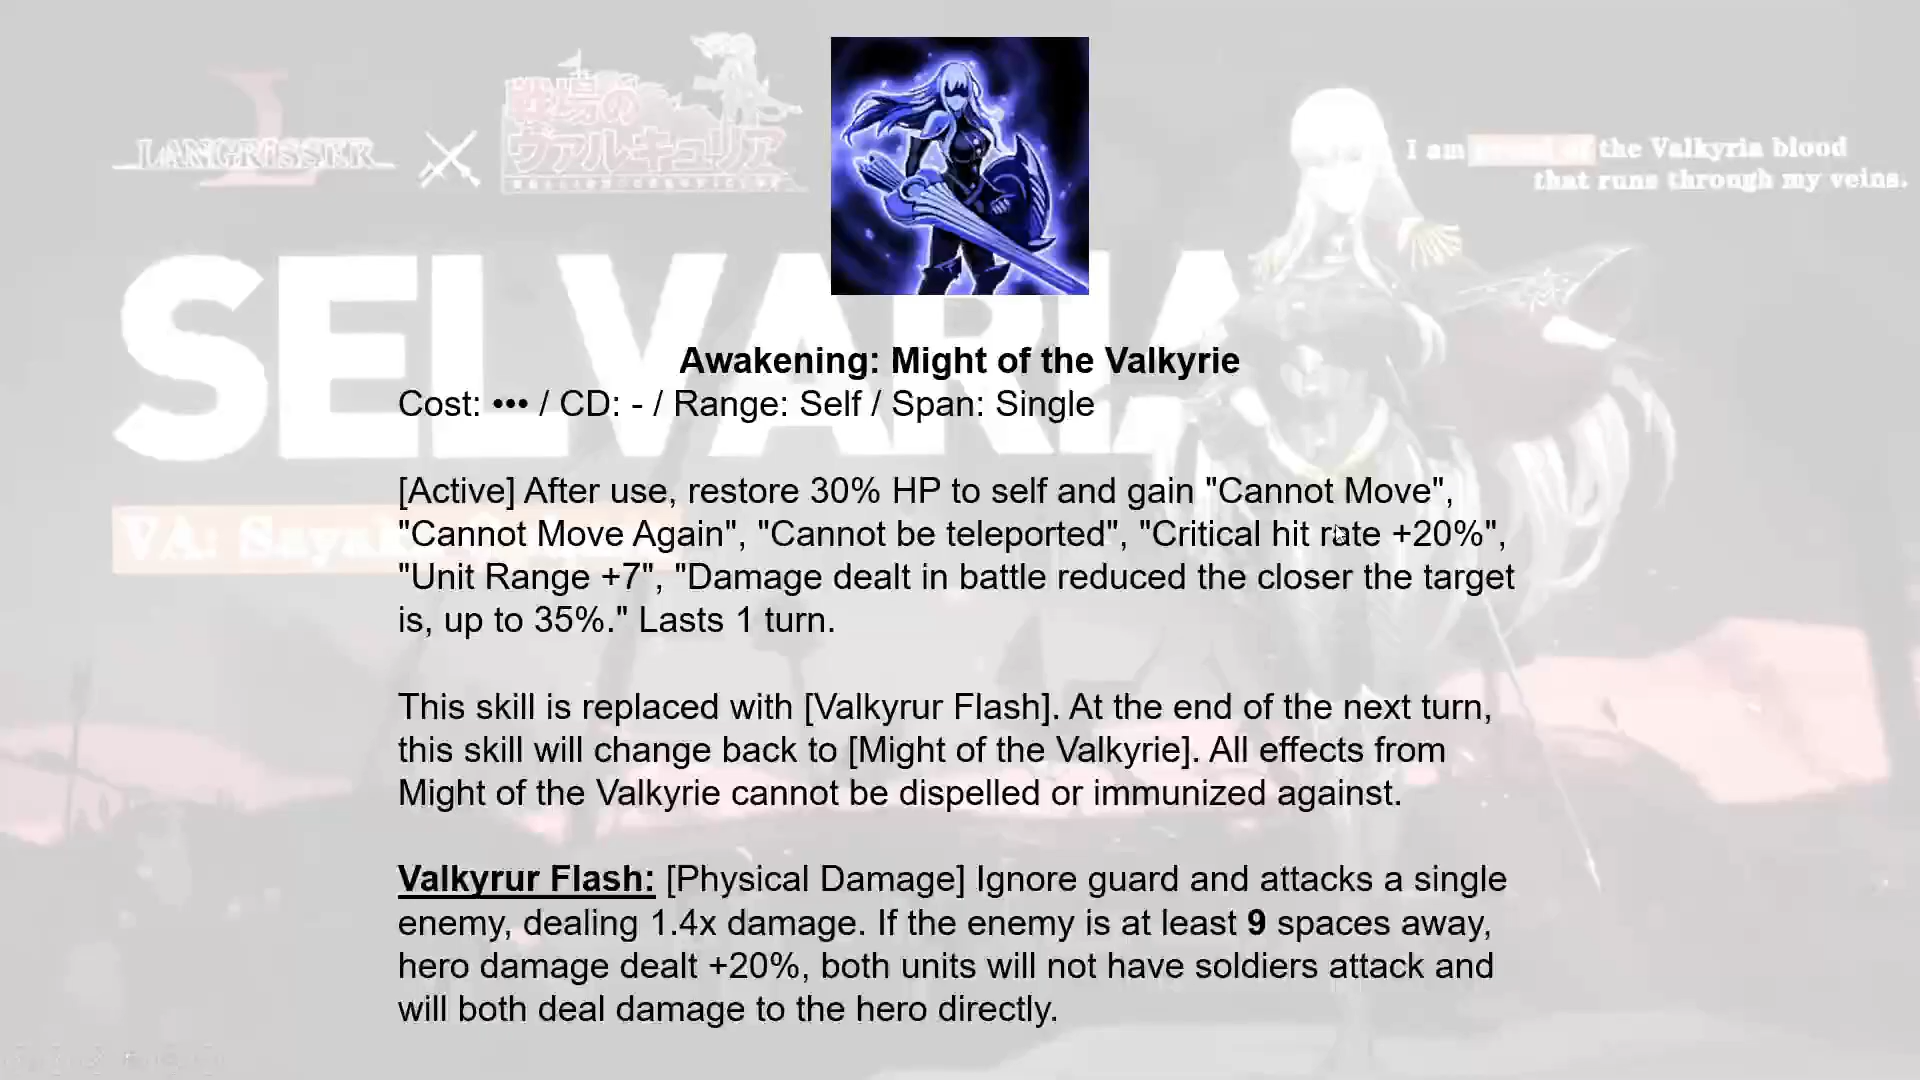 LANGRISSER
戦場の
ヴァルキュリア
I am the Valkyria blood
that runs through my veins.
SELVARIA
VA:
Awakening: Might of the Valkyrie
Cost: ••• / CD: - / Range: Self / Span: Single
[Active] After use, restore 30% HP to self and gain "Cannot Move",
"Cannot Move Again", "Cannot be teleported", "Critical hit rate +20%",
"Unit Range +7", "Damage dealt in battle reduced the closer the target
is, up to 35%." Lasts 1 turn.
This skill is replaced with [Valkyrur Flash]. At the end of the next turn,
this skill will change back to [Might of the Valkyrie]. All effects from
Might of the Valkyrie cannot be dispelled or immunized against.
Valkyrur Flash: [Physical Damage] Ignore guard and attacks a single
enemy, dealing 1.4x damage. If the enemy is at least 9 spaces away,
hero damage dealt +20%, both units will not have soldiers attack and
will both deal damage to the hero directly.